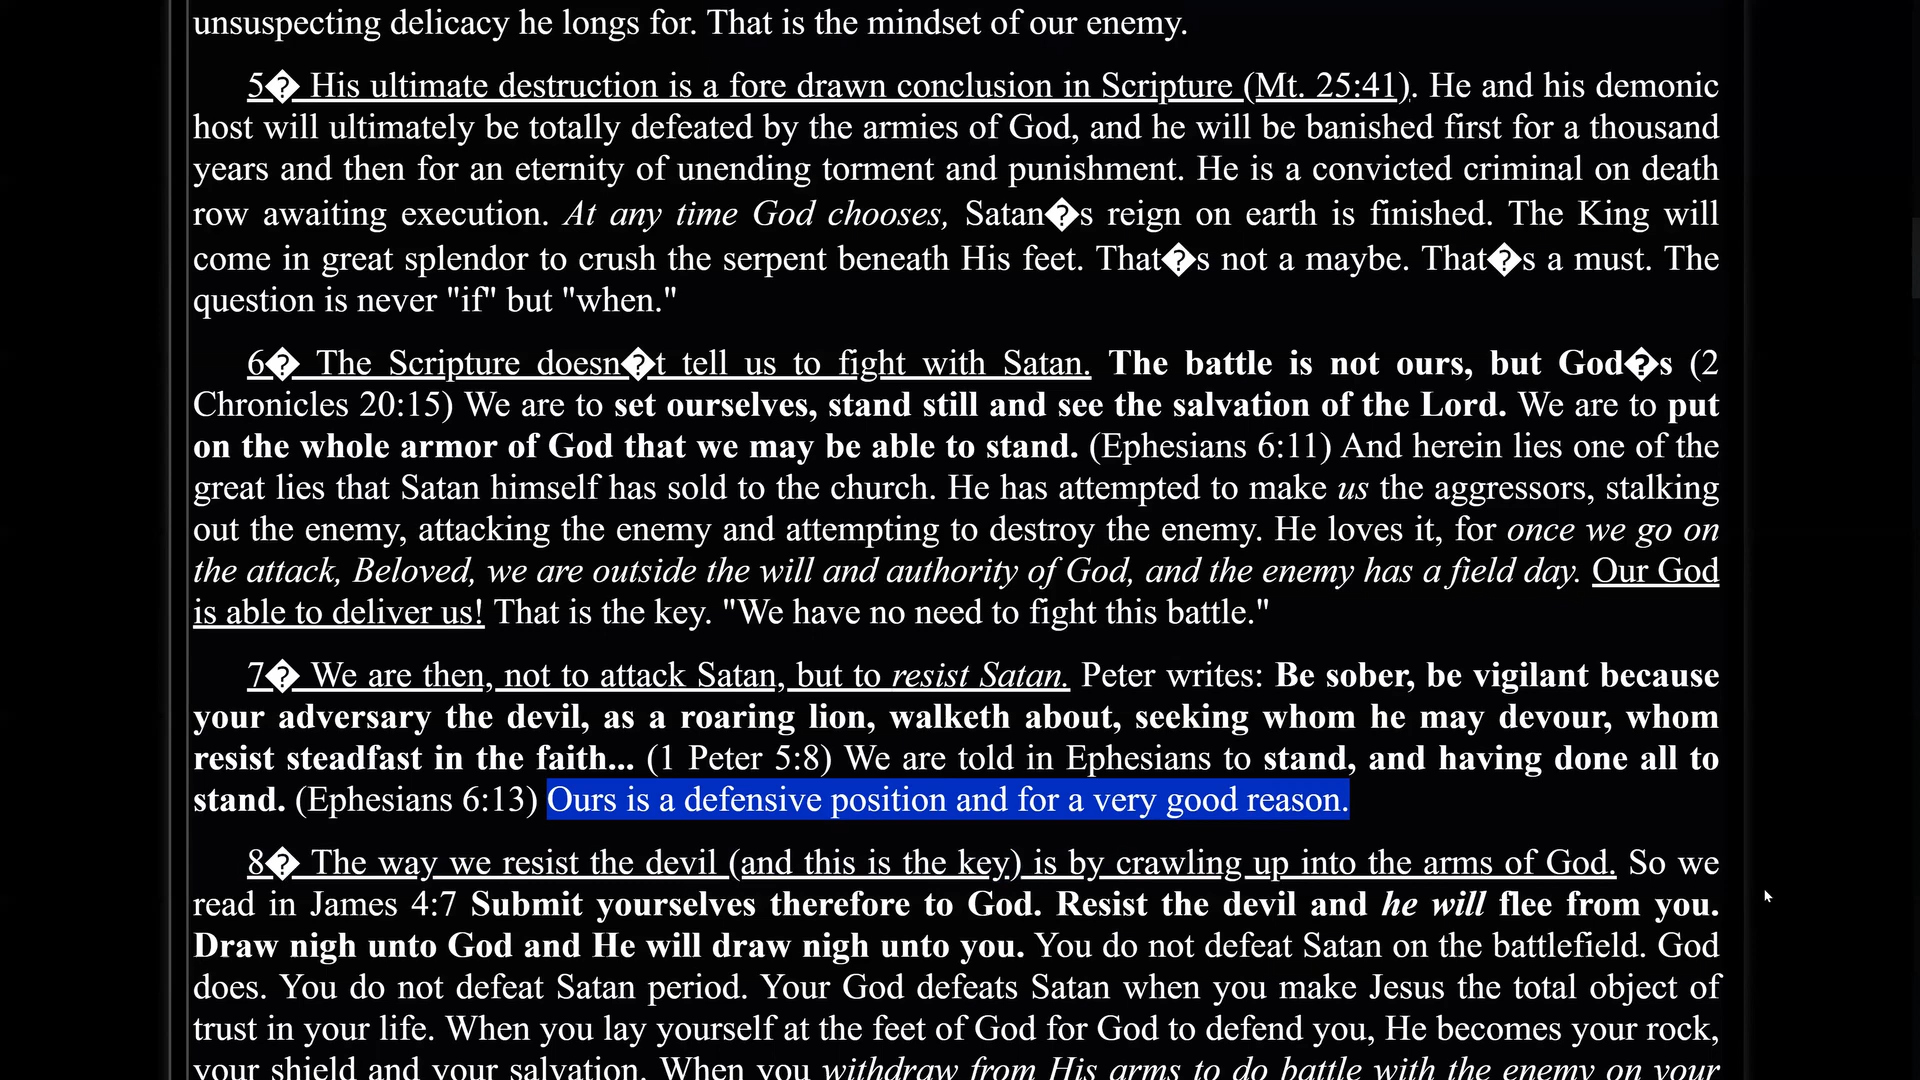 unsuspecting delicacy he longs for. That is the mindset of our enemy.
5� His ultimate destruction is a fore drawn conclusion in Scripture (Mt. 25:41). He and his demonic
host will ultimately be totally defeated by the armies of God, and he will be banished first for a thousand
years and then for an eternity of unending torment and punishment. He is a convicted criminal on death
row awaiting execution. At any time God chooses, Satan�s reign on earth is finished. The King will
come in great splendor to crush the serpent beneath His feet. That�s not a maybe. That�s a must. The
question is never "if" but "when."
6� The Scripture doesn�t tell us to fight with Satan. The battle is not ours, but God�s (2
Chronicles 20:15) We are to set ourselves, stand still and see the salvation of the Lord. We are to put
on the whole armor of God that we may be able to stand. (Ephesians 6:11) And herein lies one of the
great lies that Satan himself has sold to the church. He has attempted to make us the aggressors, stalking
out the enemy, attacking the enemy and attempting to destroy the enemy. He loves it, for once we go on
the attack, Beloved, we are outside the will and authority of God, and the enemy has a field day. Our God
is able to deliver us! That is the key. "We have no need to fight this battle."
7� We are then, not to attack Satan, but to resist Satan. Peter writes: Be sober, be vigilant because
your adversary the devil, as a roaring lion, walketh about, seeking whom he may devour, whom
resist steadfast in the faith... (1 Peter 5:8) We are told in Ephesians to stand, and having done all to
stand. (Ephesians 6:13) Ours is a defensive position and for a very good reason.
8� The way we resist the devil (and this is the key) is by crawling up into the arms of God. So we
read in James 4:7 Submit yourselves therefore to God. Resist the devil and he will flee from you.
Draw nigh unto God and He will draw nigh unto you. You do not defeat Satan on the battlefield. God
does. You do not defeat Satan period. Your God defeats Satan when you make Jesus the total object of
trust in your life. When you lay yourself at the feet of God for God to defend you, He becomes your rock,
your shield and your salvation. When you withdraw from His arms to do battle with the enemy on your